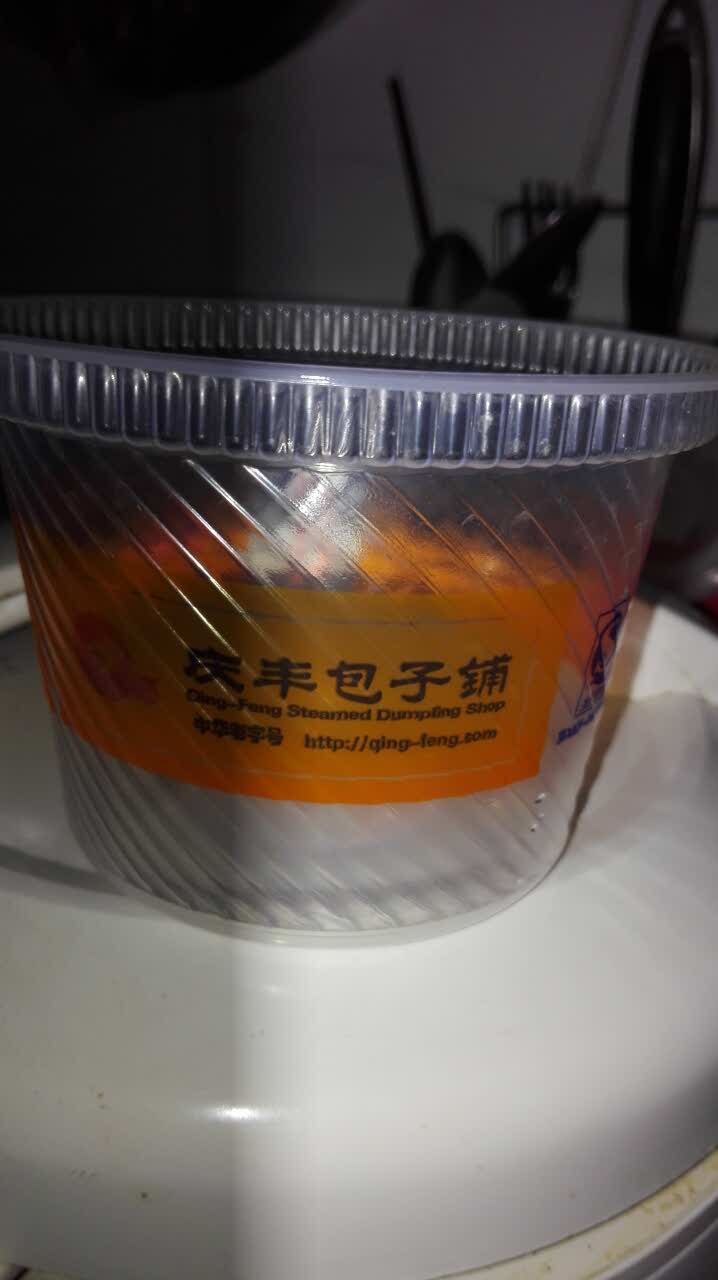 庆丰包子铺
Qing-Feng Steamed Dumpling Shop
中华老字号 http://qing-feng.com